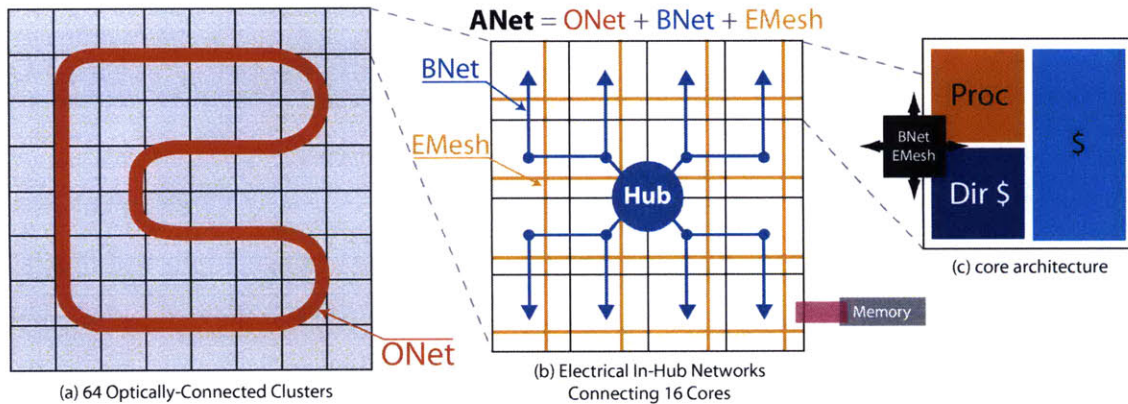 ANet = ONet + BNet + EMesh
BNet
EMesh
Hub
ONet
Memory
Proc
$
BNet
EMesh
Dir $
(a) 64 Optically-Connected Clusters
(b) Electrical In-Hub Networks
Connecting 16 Cores
(c) core architecture